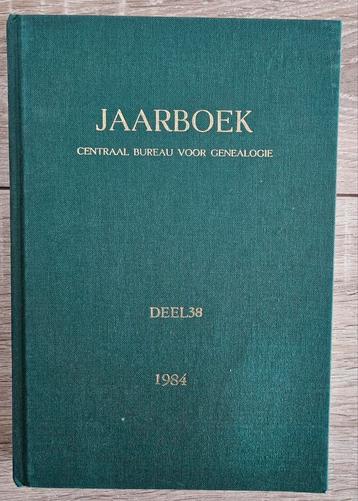 JAARBOEK
CENTRAAL BUREAU VOOR GENEALOGIE
DEEL38
1984